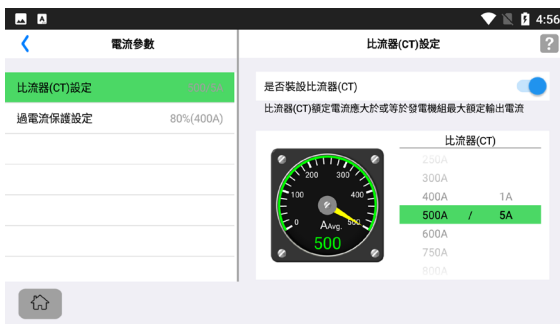 4:56
電流參數
比流器(CT)設定
?
比流器(CT)設定
500/5A
過電流保護設定
80%(400A)
是否裝設比流器(CT)
比流器(CT)額定電流應大於或等於發電機組最大額定輸出電流
0
100
200
300
400
500
AAvg.
500
比流器(CT)
250A
300A
400A 1A
500A / 5A
600A
750A
800A